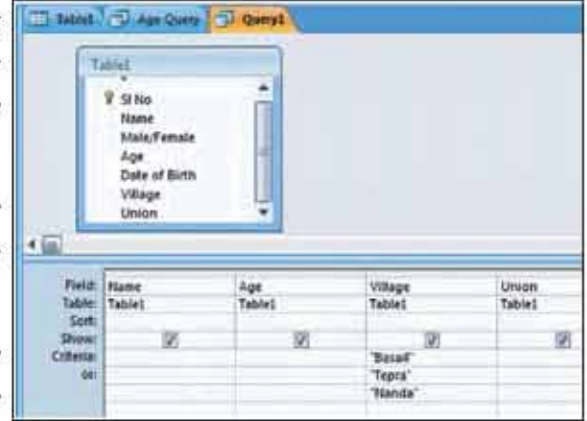 Table1 Age Query Query1
Table1
*
Sl No
Name
Male/Female
Age
Date of Birth
Village
Union
Field: Name Age Village Union
Table: Table1 Table1 Table1 Table1
Sort:
Show:
Criteria: "Basail"
or: "Tepra"
"Nanda"